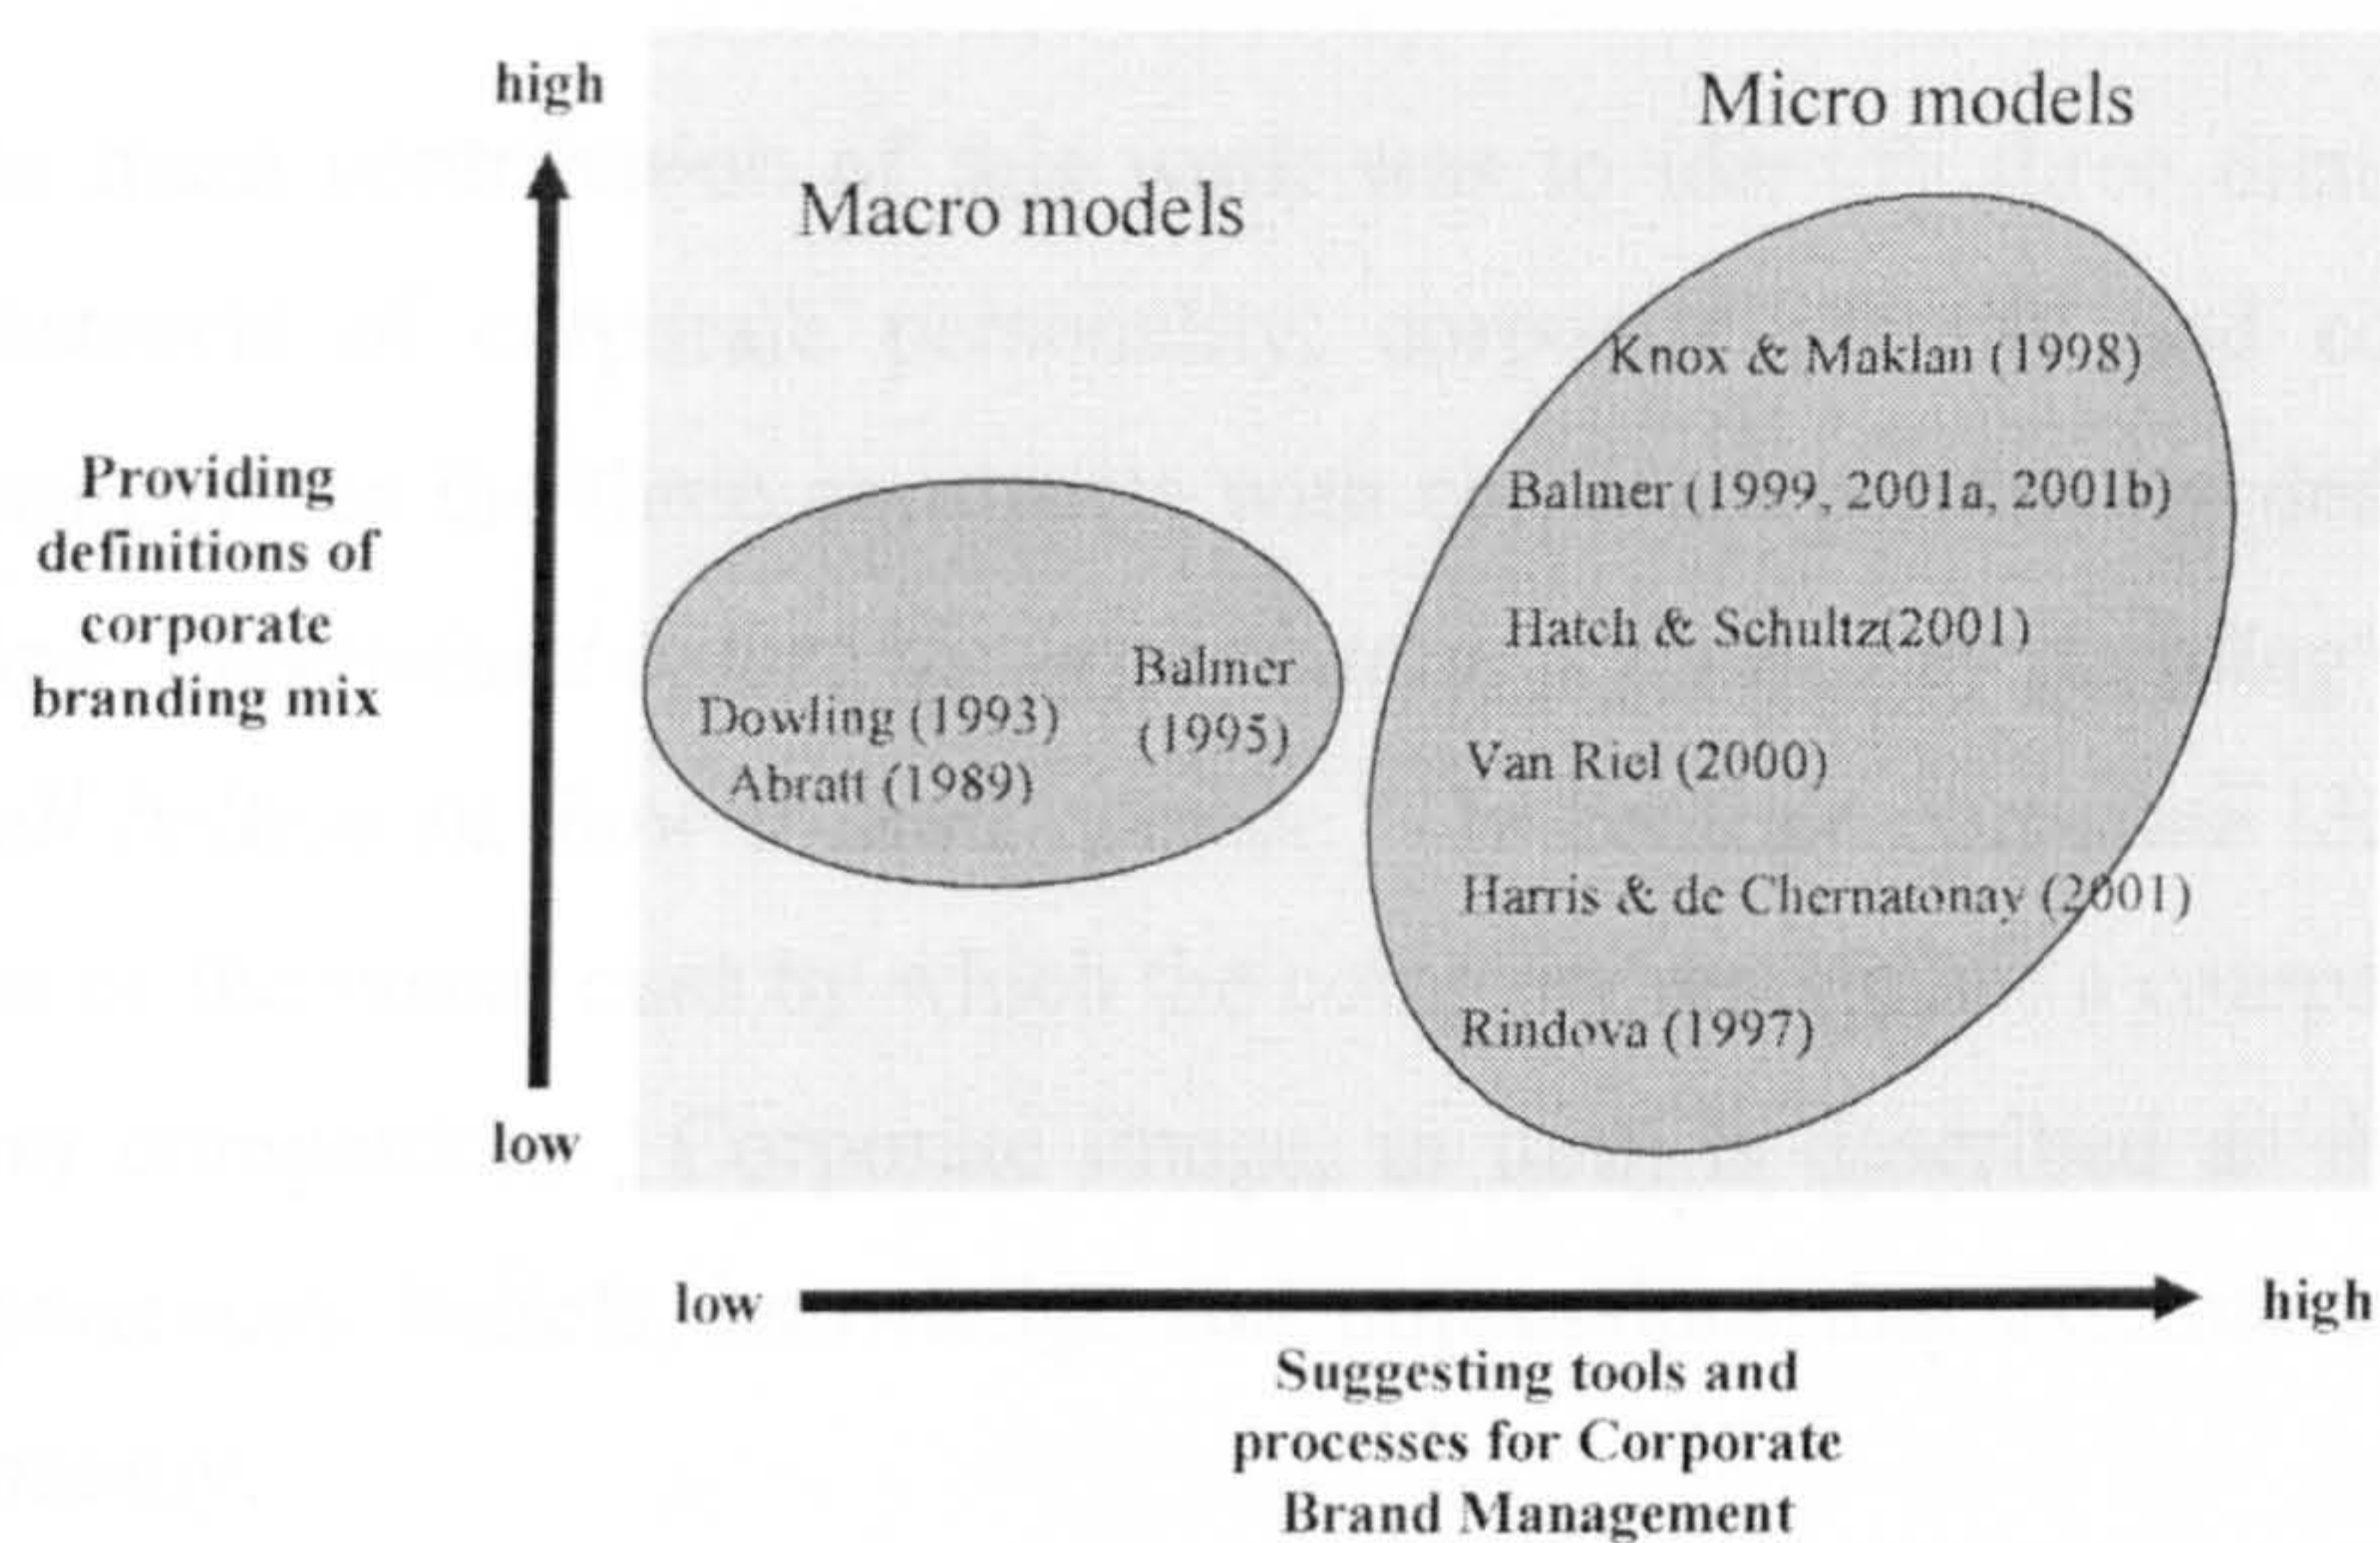 high
Micro models
Macro models
Knox & Maklan (1998)
Providing
definitions of
corporate
branding mix
Balmer (1999, 2001a, 2001b)
Hatch & Schultz(2001)
Balmer
(1995)
Dowling (1993)
Abratt (1989)
Van Riel (2000)
Harris & de Chernatonay (2001)
Rindova (1997)
low
low
high
Suggesting tools and
processes for Corporate
Brand Management